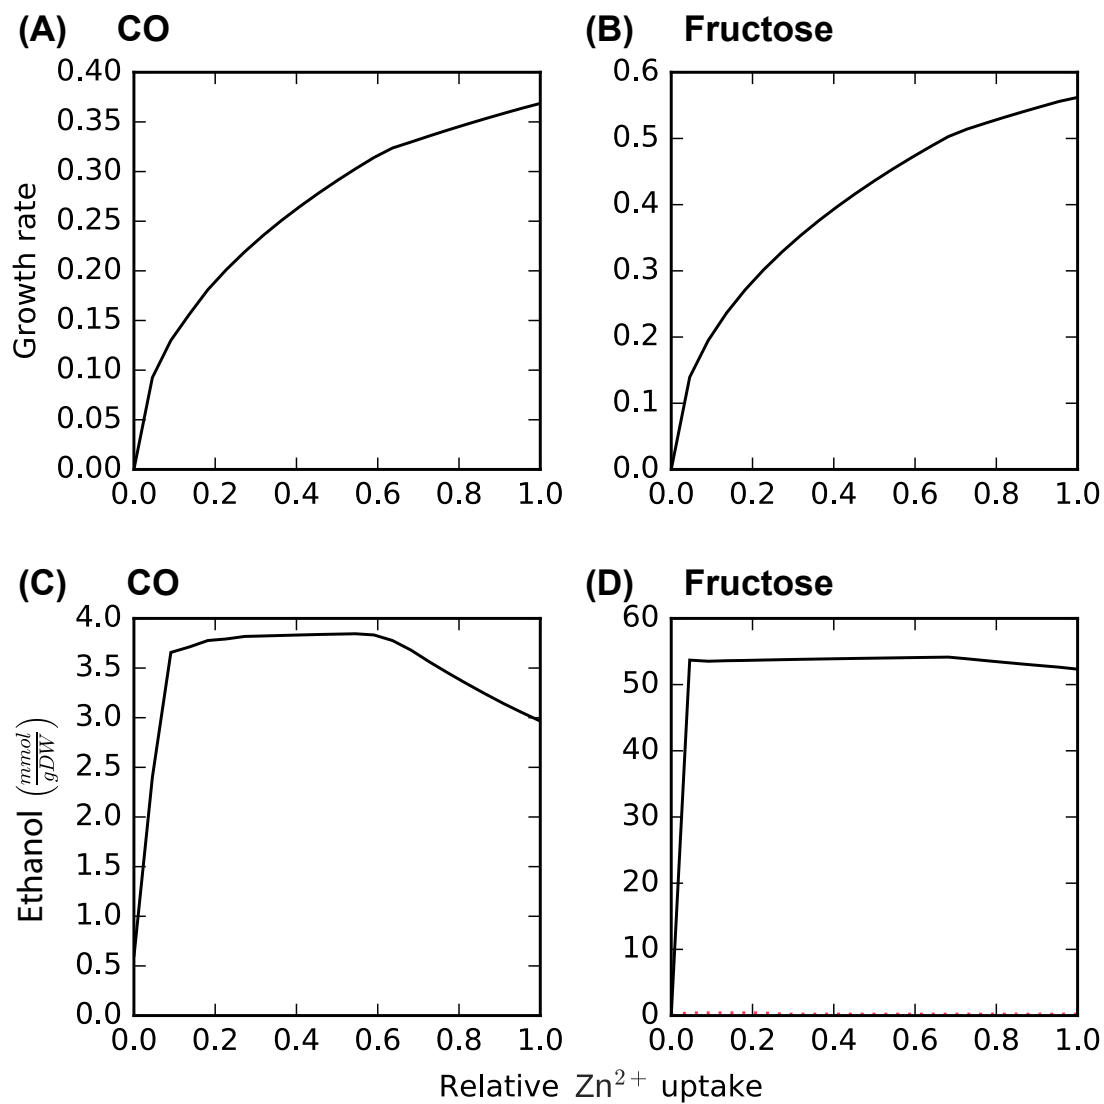 (A) CO
(B) Fructose
0.40
0.35
0.30
0.25
0.20
0.15
0.10
0.05
0.00
Growth rate
0.0 0.2 0.4 0.6 0.8 1.0
0.6
0.5
0.4
0.3
0.2
0.1
0.0
0.0 0.2 0.4 0.6 0.8 1.0
(C) CO
(D) Fructose
4.0
3.5
3.0
2.5
2.0
1.5
1.0
0.5
0.0
Ethanol (mmol/gDW)
0.0 0.2 0.4 0.6 0.8 1.0
60
50
40
30
20
10
0
0.0 0.2 0.4 0.6 0.8 1.0
Relative Zn²⁺ uptake